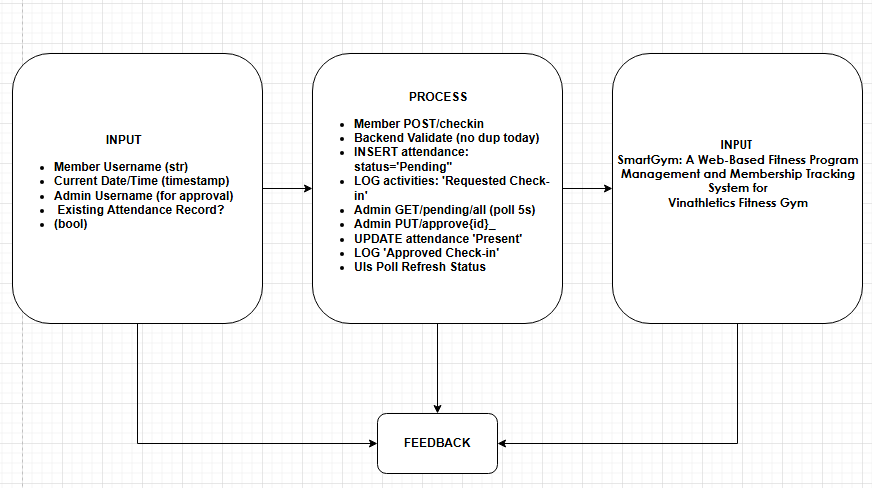 INPUT
• Member Username (str)
• Current Date/Time (timestamp)
• Admin Username (for approval)
• Existing Attendance Record?
• (bool)
PROCESS
• Member POST/checkin
• Backend Validate (no dup today)
• INSERT attendance:
status='Pending"
• LOG activities: 'Requested Check-
in'
• Admin GET/pending/all (poll 5s)
• Admin PUT/approve{id}_
• UPDATE attendance 'Present'
• LOG 'Approved Check-in'
• UIs Poll Refresh Status
INPUT
SmartGym: A Web-Based Fitness Program
Management and Membership Tracking
System for
Vinathletics Fitness Gym
FEEDBACK